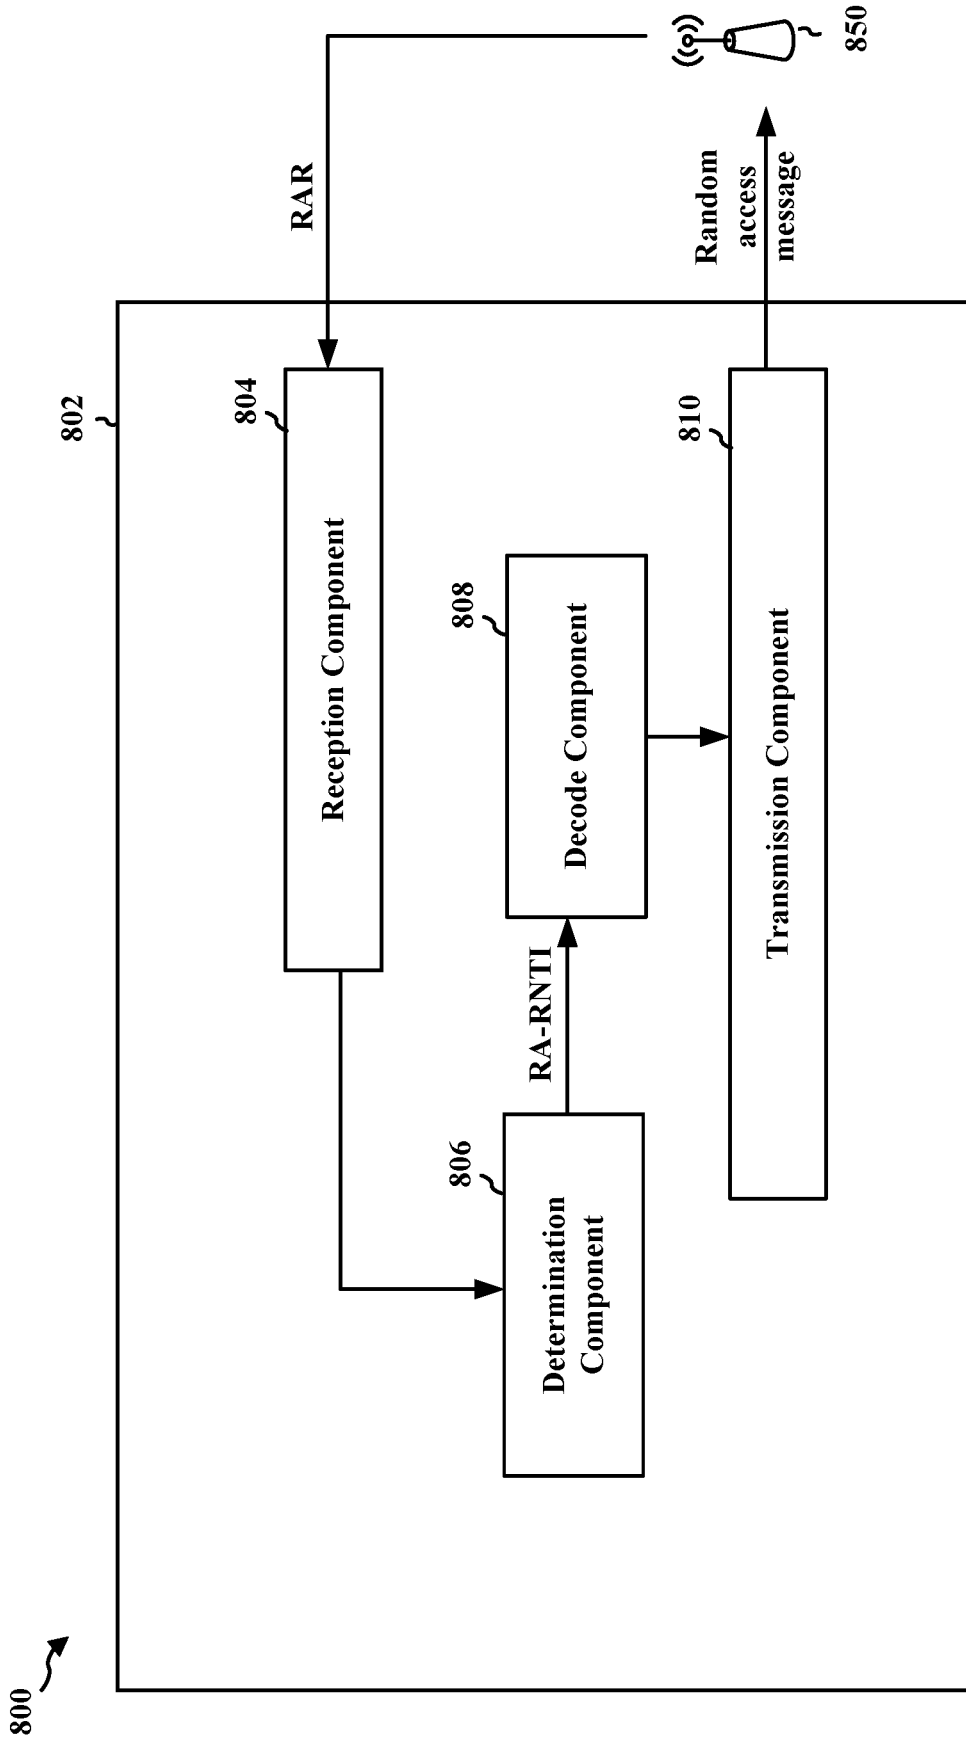 800
802
RAR
804
Reception Component
806
Determination
Component
RA-RNTI
808
Decode Component
810
Transmission Component
Random
access
message
850